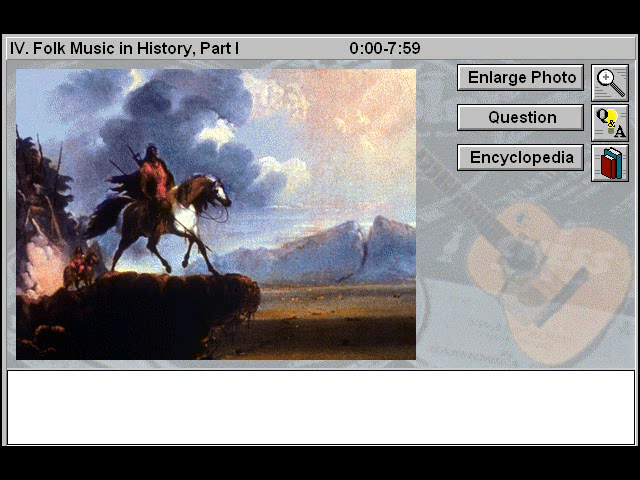 IV. Folk Music in History, Part I 0:00-7:59
Enlarge Photo
Question
Q & A
Encyclopedia